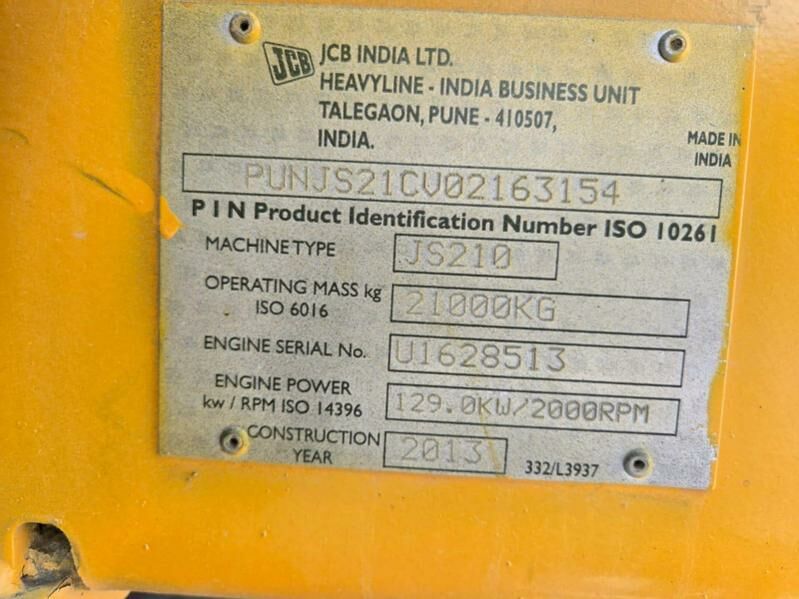 JCB JCB INDIA LTD.
HEAVYLINE - INDIA BUSINESS UNIT
TALEGAON, PUNE - 410507,
INDIA.
MADE IN
INDIA
PUNJS21CV02163154
P I N Product Identification Number ISO 10261
MACHINE TYPE JS210
OPERATING MASS kg
ISO 6016
21000KG
ENGINE SERIAL No. U1628513
ENGINE POWER
kw / RPM ISO 14396
129.0KW/2000RPM
CONSTRUCTION
YEAR
2013
332/L3937